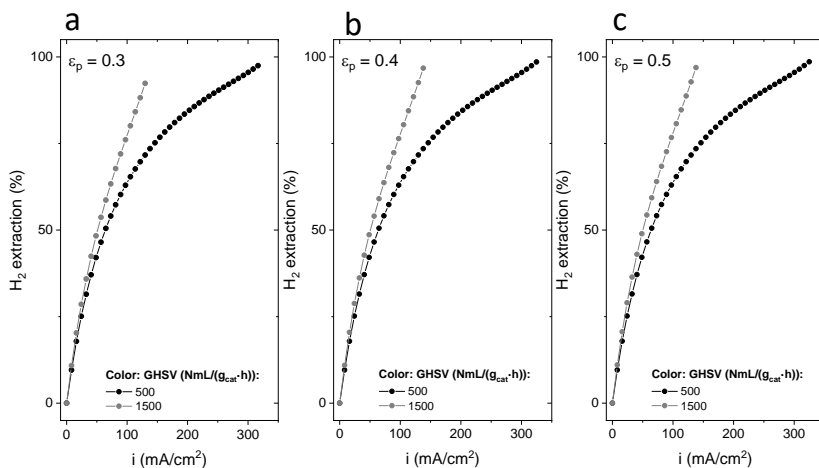 a
εp = 0.3
100
50
0
H2 extraction (%)
Color: GHSV (NmL/(gcat·h)):
500
1500
0 100 200 300
i (mA/cm²)
b
εp = 0.4
100
50
0
H2 extraction (%)
Color: GHSV (NmL/(gcat·h)):
500
1500
0 100 200 300
i (mA/cm²)
c
εp = 0.5
100
50
0
H2 extraction (%)
Color: GHSV (NmL/(gcat·h)):
500
1500
0 100 200 300
i (mA/cm²)